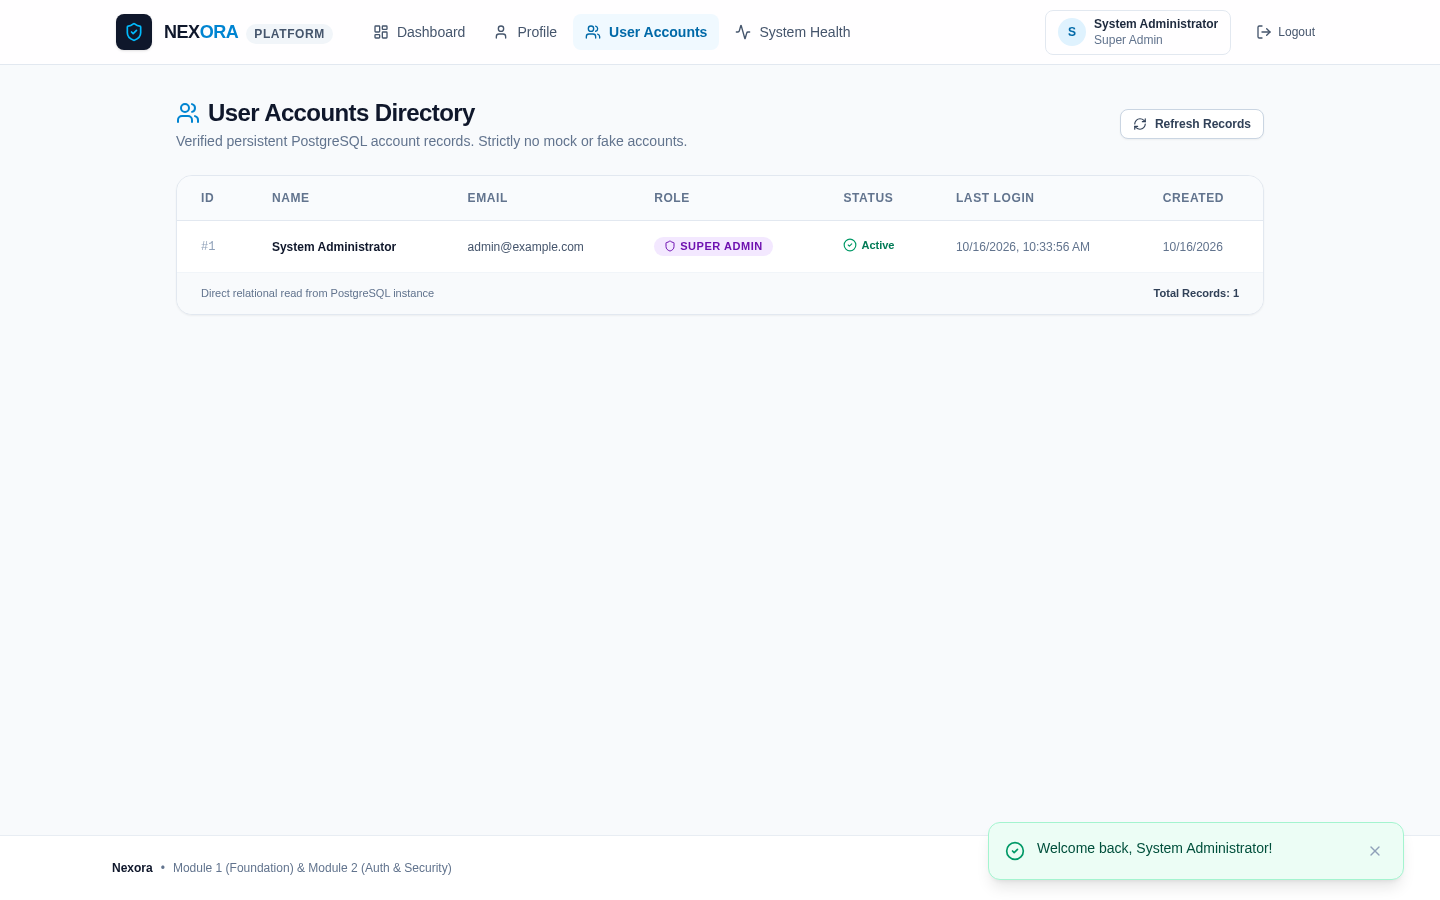 NEXORA PLATFORM Dashboard Profile User Accounts System Health S System Administrator Logout
Super Admin
User Accounts Directory
Verified persistent PostgreSQL account records. Strictly no mock or fake accounts.
Refresh Records
ID NAME EMAIL ROLE STATUS LAST LOGIN CREATED
#1 System Administrator admin@example.com SUPER ADMIN Active 10/16/2026, 10:33:56 AM 10/16/2026
Direct relational read from PostgreSQL instance Total Records: 1
Welcome back, System Administrator!
Nexora • Module 1 (Foundation) & Module 2 (Auth & Security)